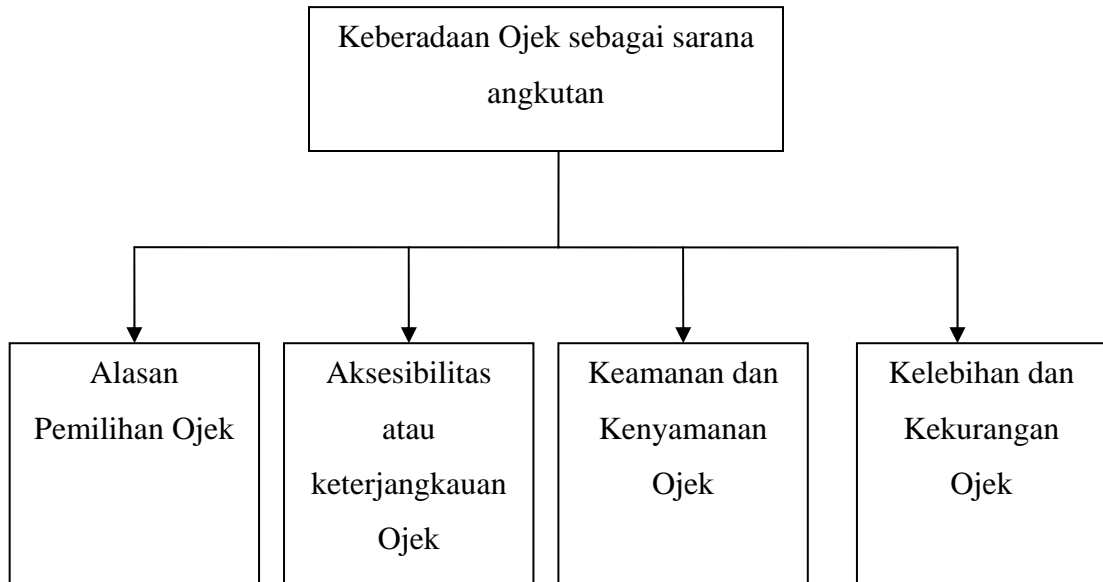 Keberadaan Ojek sebagai sarana
angkutan
Alasan
Pemilihan Ojek
Aksesibilitas
atau
keterjangkauan
Ojek
Keamanan dan
Kenyamanan
Ojek
Kelebihan dan
Kekurangan
Ojek